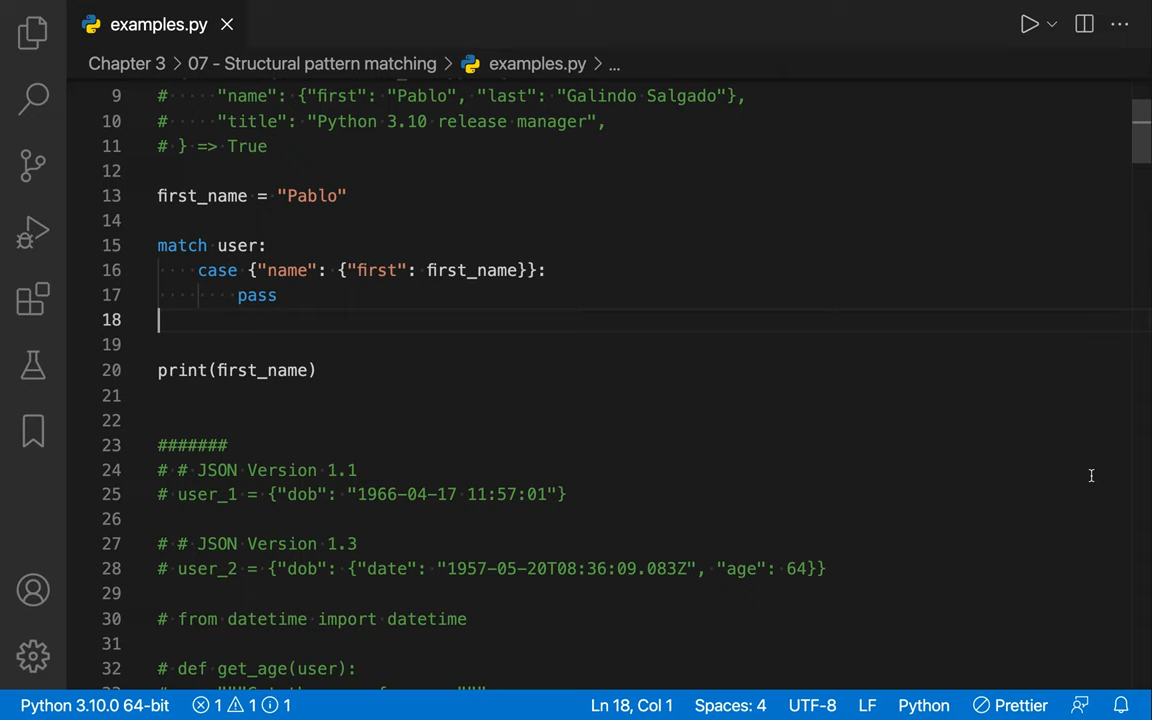 examples.py
Chapter 3 > 07 - Structural pattern matching > examples.py > ...
9 # "name": {"first": "Pablo", "last": "Galindo Salgado"},
10 # "title": "Python 3.10 release manager",
11 # } => True
12
13 first_name = "Pablo"
14
15 match user:
16 case {"name": {"first": first_name}}:
17 pass
18
19
20 print(first_name)
21
22
23 #######
24 # # JSON Version 1.1
25 # user_1 = {"dob": "1966-04-17 11:57:01"}
26
27 # # JSON Version 1.3
28 # user_2 = {"dob": {"date": "1957-05-20T08:36:09.083Z", "age": 64}}
29
30 # from datetime import datetime
31
32 # def get_age(user):
Python 3.10.0 64-bit 1 1 1 Ln 18, Col 1 Spaces: 4 UTF-8 LF Python Prettier